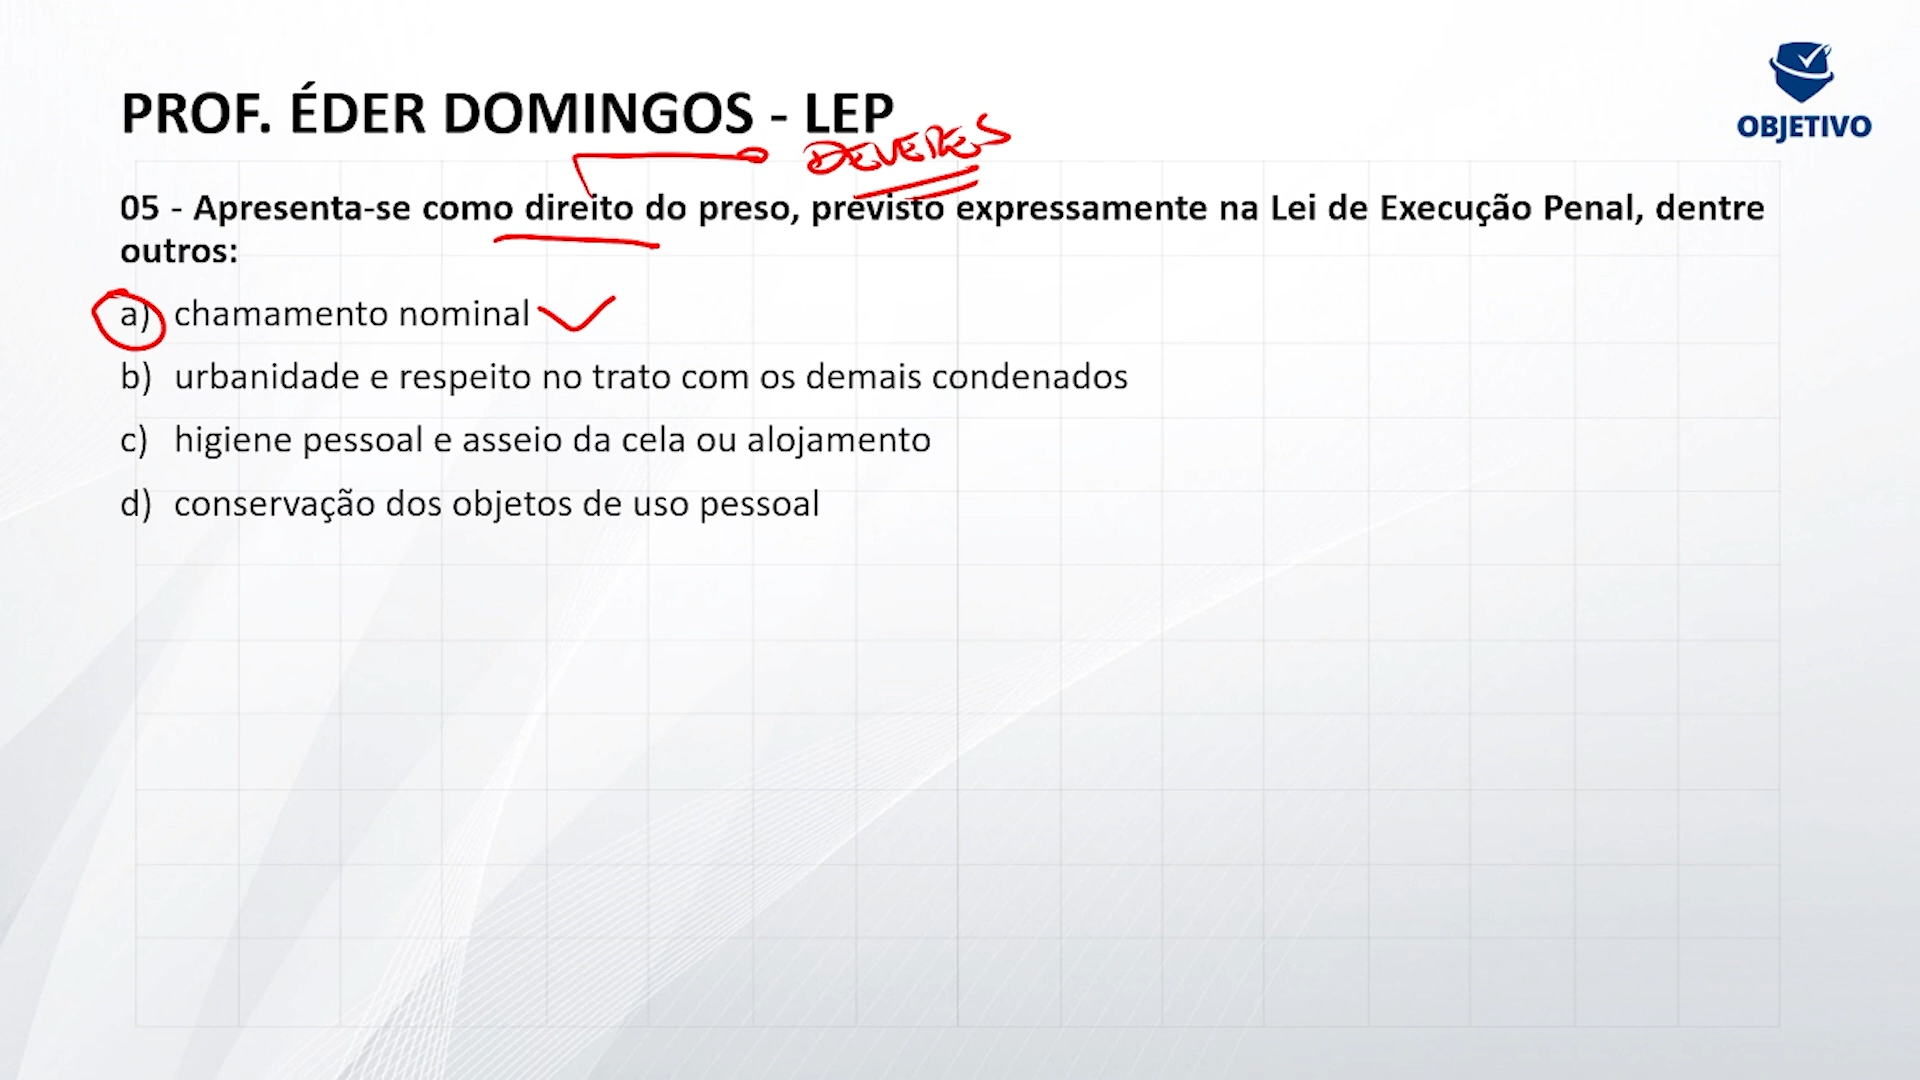 PROF. ÉDER DOMINGOS - LEP
OBJETIVO
DEVERES
05 - Apresenta-se como direito do preso, previsto expressamente na Lei de Execução Penal, dentre
outros:
a) chamamento nominal
b) urbanidade e respeito no trato com os demais condenados
c) higiene pessoal e asseio da cela ou alojamento
d) conservação dos objetos de uso pessoal